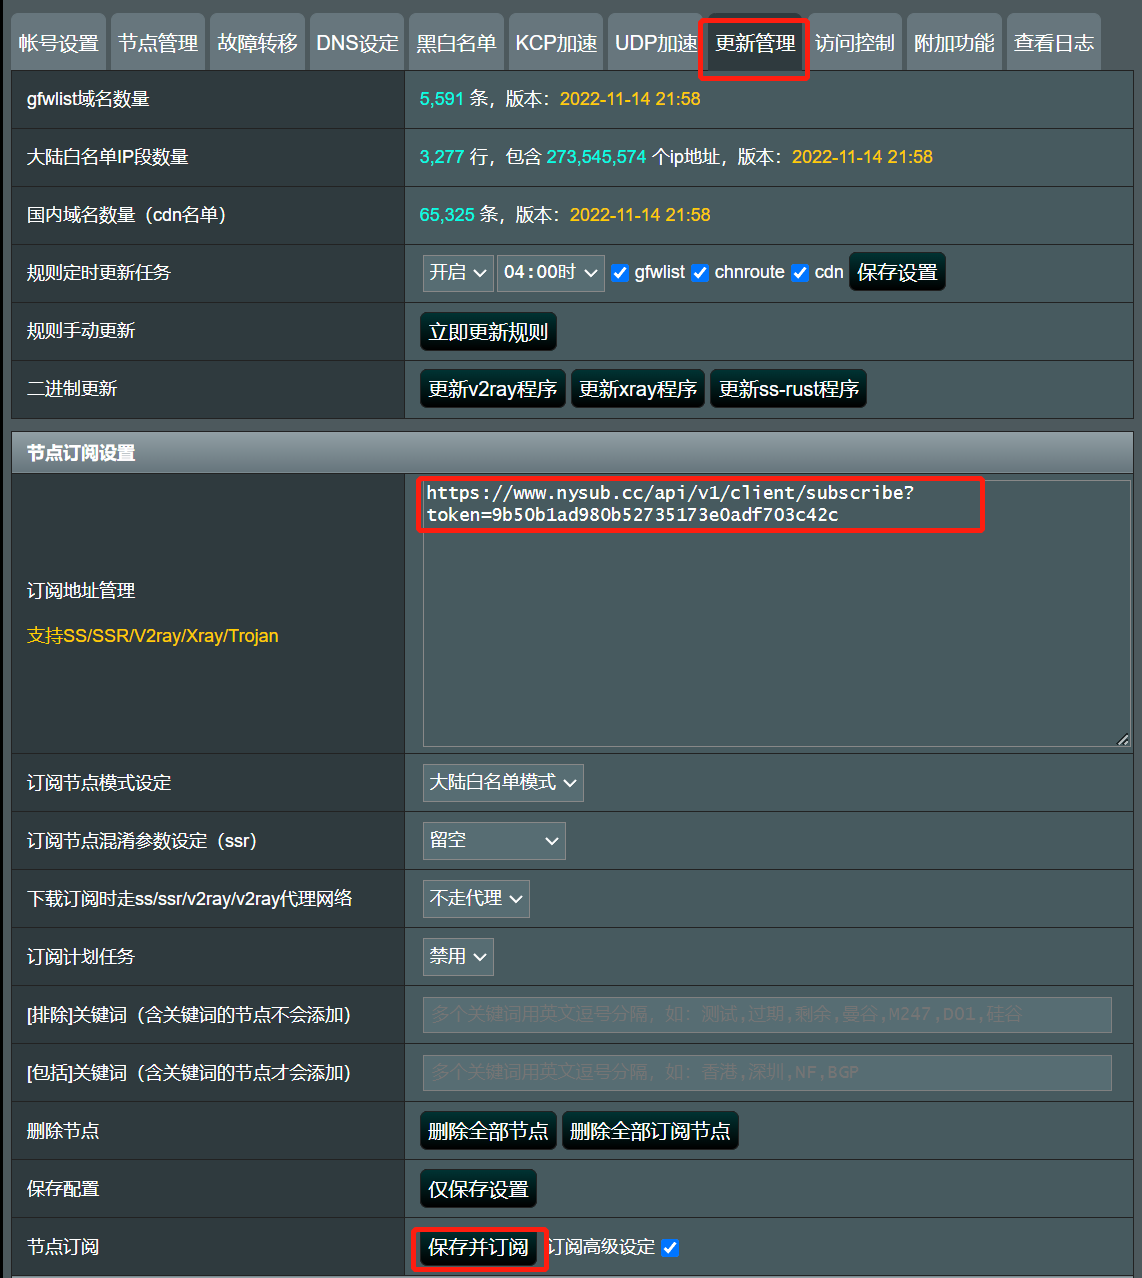 帐号设置 节点管理 故障转移 DNS设定 黑白名单 KCP加速 UDP加速 更新管理 访问控制 附加功能 查看日志
gfwlist域名数量 5,591 条，版本：2022-11-14 21:58
大陆白名单IP段数量 3,277 行，包含 273,545,574 个ip地址，版本：2022-11-14 21:58
国内域名数量（cdn名单） 65,325 条，版本：2022-11-14 21:58
规则定时更新任务 开启 04:00时 gfwlist chnroute cdn 保存设置
规则手动更新 立即更新规则
二进制更新 更新v2ray程序 更新xray程序 更新ss-rust程序
节点订阅设置
https://www.nysub.cc/api/v1/client/subscribe?
token=9b50b1ad980b52735173e0adf703c42c
订阅地址管理
支持SS/SSR/V2ray/Xray/Trojan
订阅节点模式设定 大陆白名单模式
订阅节点混淆参数设定（ssr） 留空
下载订阅时走ss/ssr/v2ray/v2ray代理网络 不走代理
订阅计划任务 禁用
[排除]关键词（含关键词的节点不会添加） 多个关键词用英文逗号分隔，如：测试,过期,剩余,曼谷,M247,D01,硅谷
[包括]关键词（含关键词的节点才会添加） 多个关键词用英文逗号分隔，如：香港,深圳,NF,BGP
删除节点 删除全部节点 删除全部订阅节点
保存配置 仅保存设置
节点订阅 保存并订阅 订阅高级设定